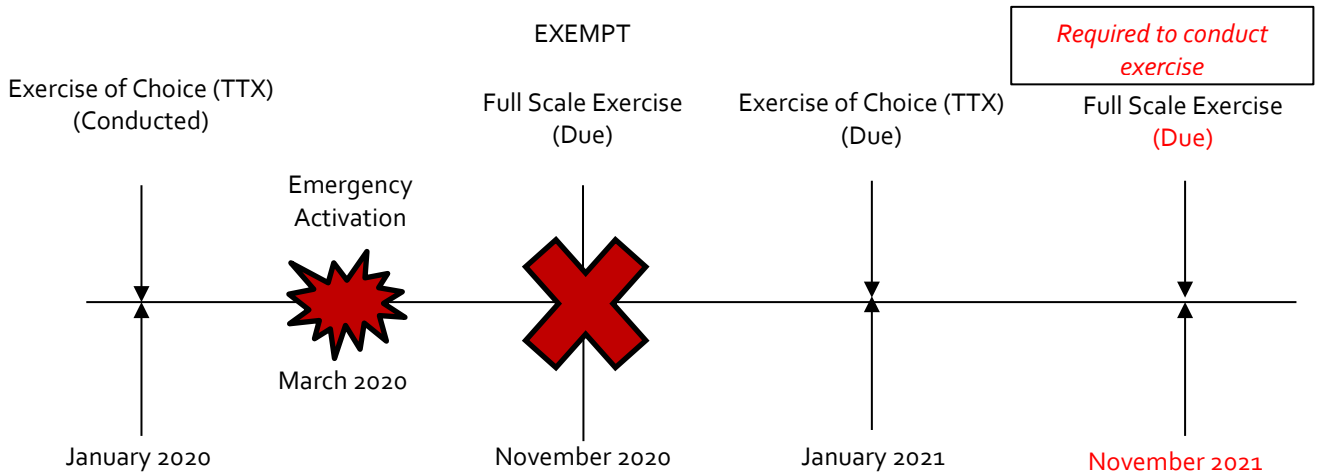 EXEMPT
Required to conduct
exercise
Exercise of Choice (TTX)
(Conducted)
Full Scale Exercise
(Due)
Exercise of Choice (TTX)
(Due)
Full Scale Exercise
(Due)
Emergency
Activation
March 2020
January 2020
November 2020
January 2021
November 2021